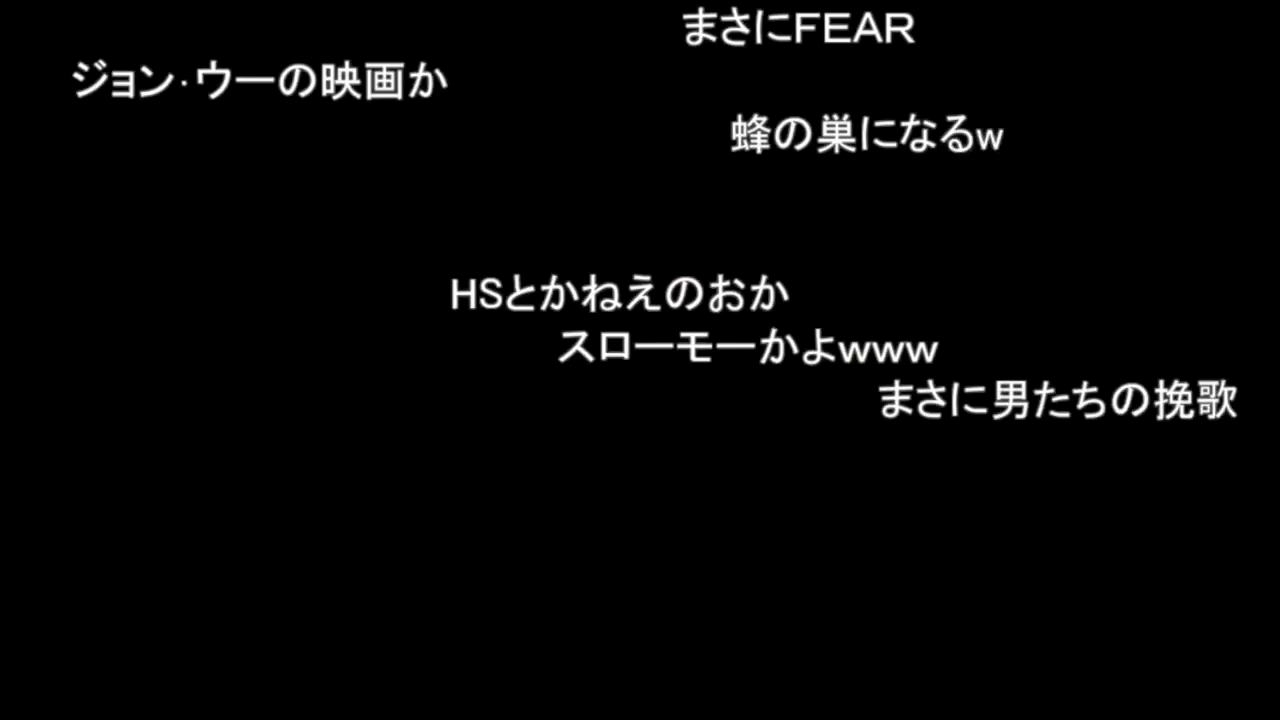 まさにFEAR
ジョン・ウーの映画か
蜂の巣になるw
HSとかねえのおか
スローモーかよwww
まさに男たちの挽歌